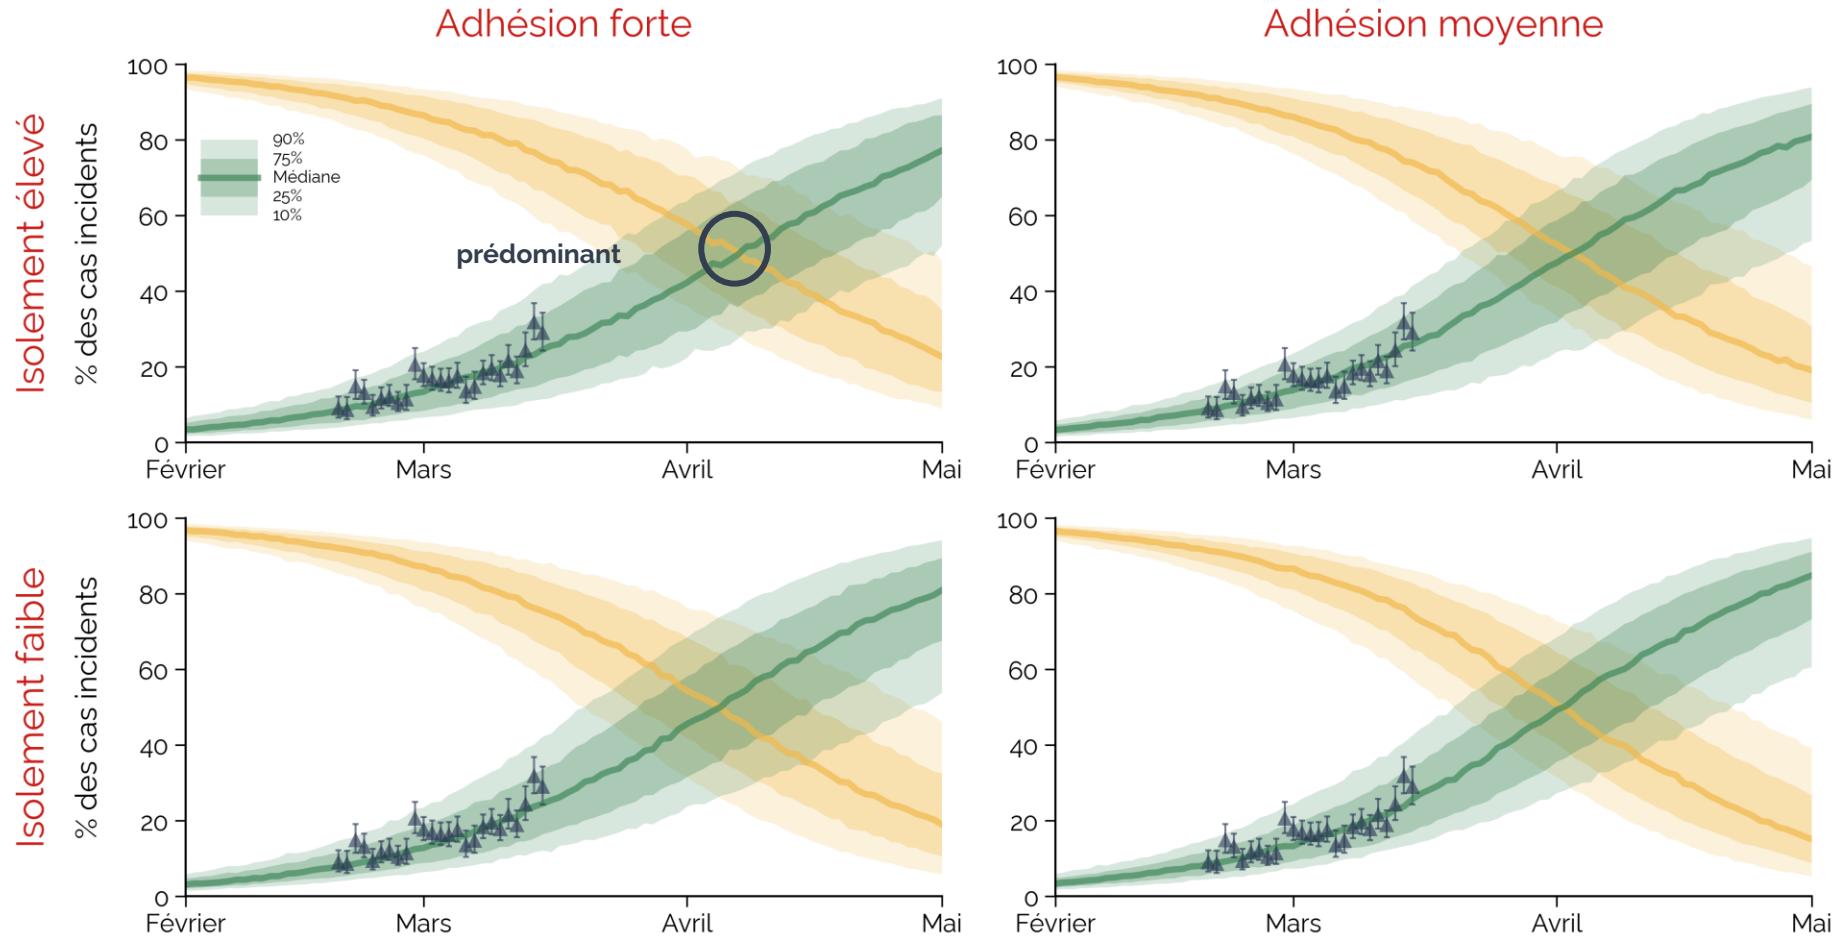 Adhésion forte
Adhésion moyenne
Isolement élevé
% des cas incidents
100
80
60
40
20
0
90%
75%
Médiane
25%
10%
prédominant
Février
Mars
Avril
Mai
100
80
60
40
20
0
Février
Mars
Avril
Mai
Isolement faible
% des cas incidents
100
80
60
40
20
0
Février
Mars
Avril
Mai
100
80
60
40
20
0
Février
Mars
Avril
Mai